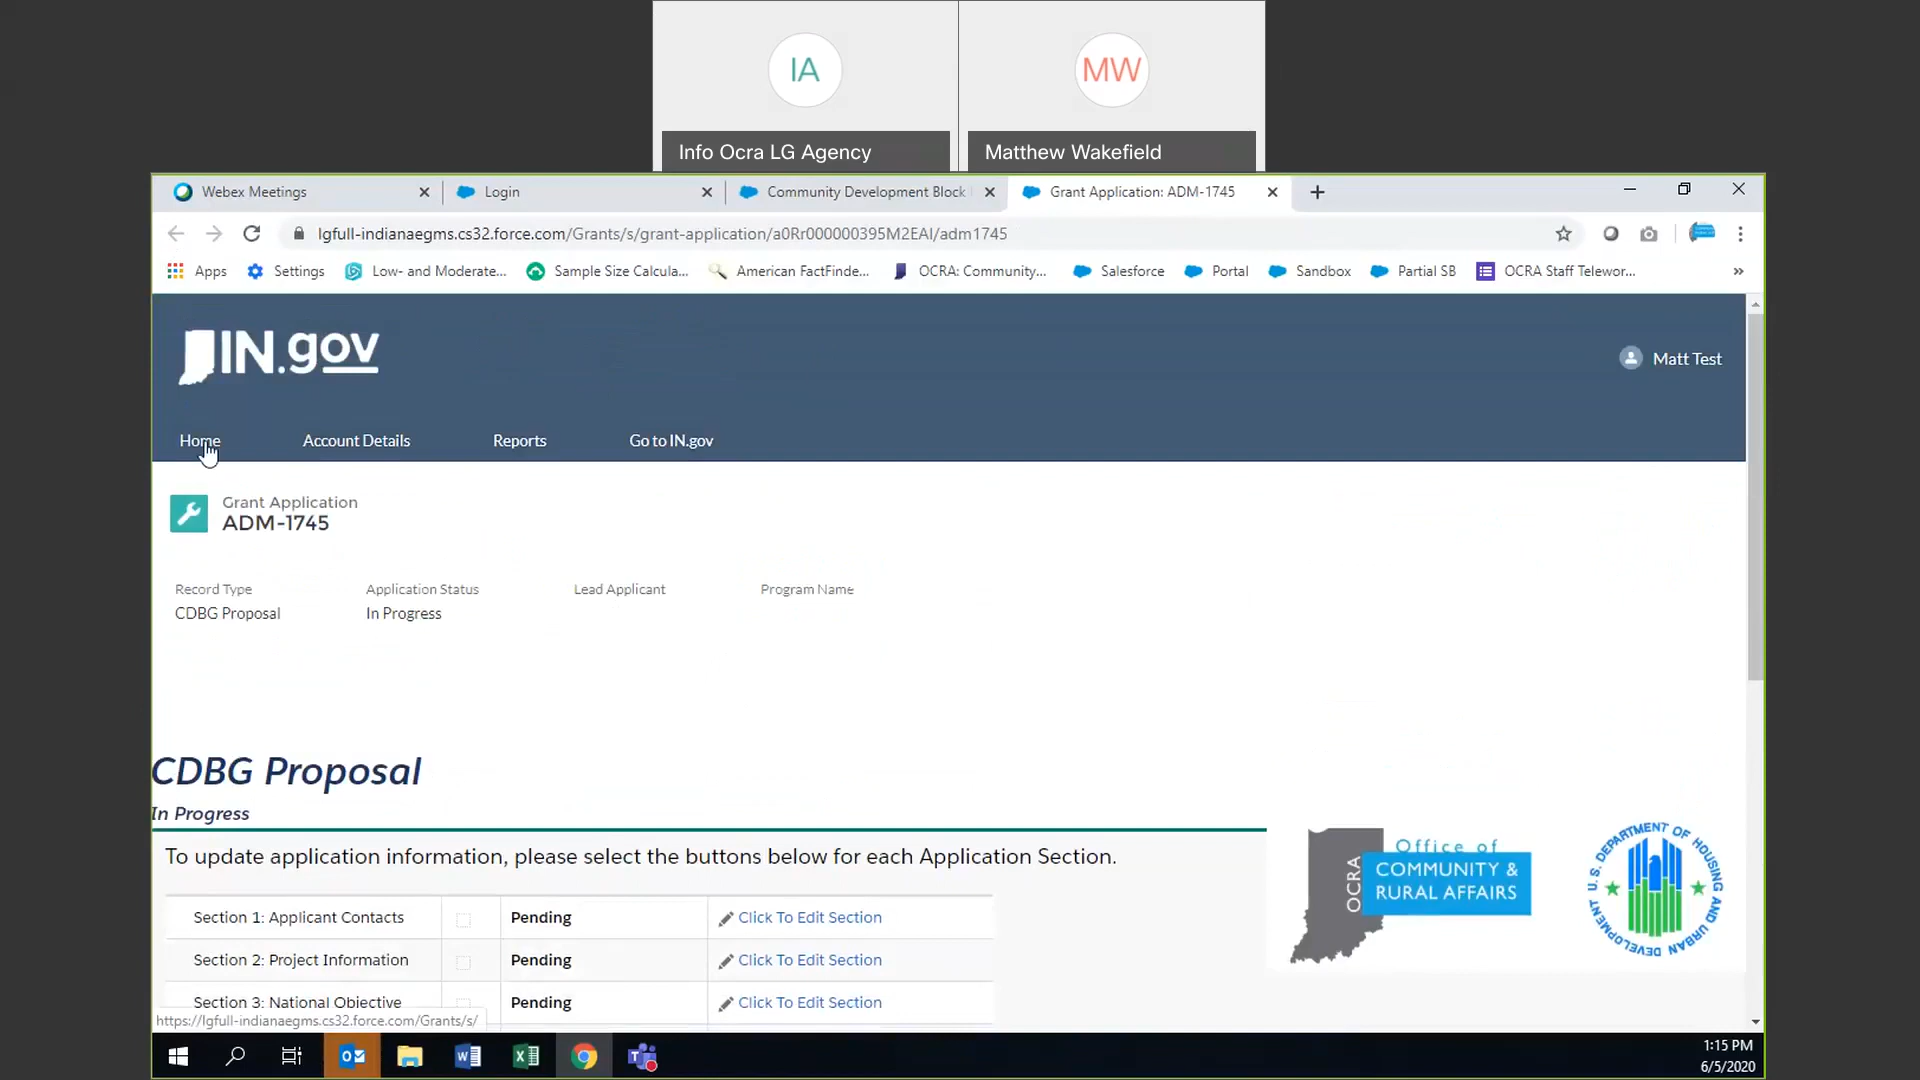 IA
MW
Info Ocra LG Agency
Matthew Wakefield
Webex Meetings
Login
Community Development Block
Grant Application: ADM-1745
lgfull-indianaegms.cs32.force.com/Grants/s/grant-application/a0Rr000000395M2EAI/adm1745
Apps
Settings
Low- and Moderate...
Sample Size Calcula...
American FactFinde...
OCRA: Community...
Salesforce
Portal
Sandbox
Partial SB
OCRA Staff Telewor...
IN.gov
Matt Test
Home
Account Details
Reports
Go to IN.gov
Grant Application
ADM-1745
Record Type
Application Status
Lead Applicant
Program Name
CDBG Proposal
In Progress
CDBG Proposal
In Progress
To update application information, please select the buttons below for each Application Section.
Section 1: Applicant Contacts
Pending
Click To Edit Section
Section 2: Project Information
Pending
Click To Edit Section
Section 3: National Objective
Pending
Click To Edit Section
OCRA
Office of
COMMUNITY &
RURAL AFFAIRS
U.S. DEPARTMENT OF HOUSING
AND URBAN DEVELOPMENT
https://lgfull-indianaegms.cs32.force.com/Grants/s/
1:15 PM
6/5/2020